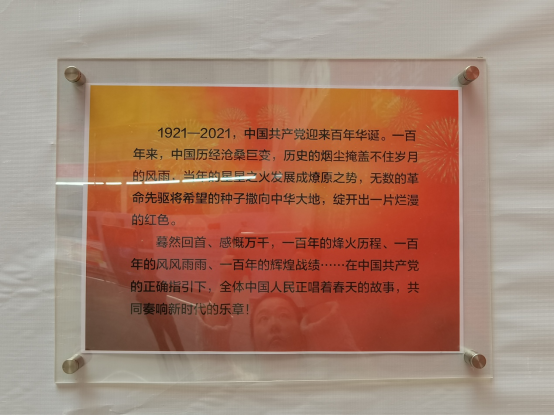 1921—2021，中国共产党迎来百年华诞。一百
年来，中国历经沧桑巨变，历史的烟尘掩盖不住岁月
的风雨，当年的星星之火发展成燎原之势，无数的革
命先驱将希望的种子撒向中华大地，绽开出一片烂漫
的红色。
蓦然回首、感慨万千，一百年的烽火历程、一百
年的风风雨雨、一百年的辉煌战绩……在中国共产党
的正确指引下，全体中国人民正唱着春天的故事，共
同奏响新时代的乐章！